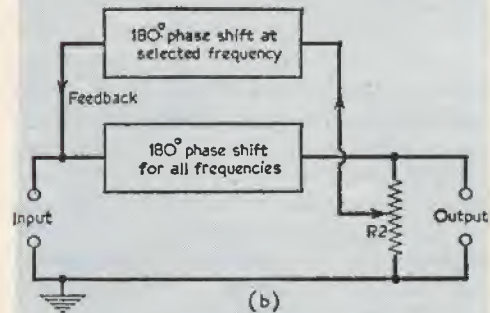 180° phase shift at
selected frequency
Feedback
180° phase shift
for all frequencies
Input
R2
Output
(b)